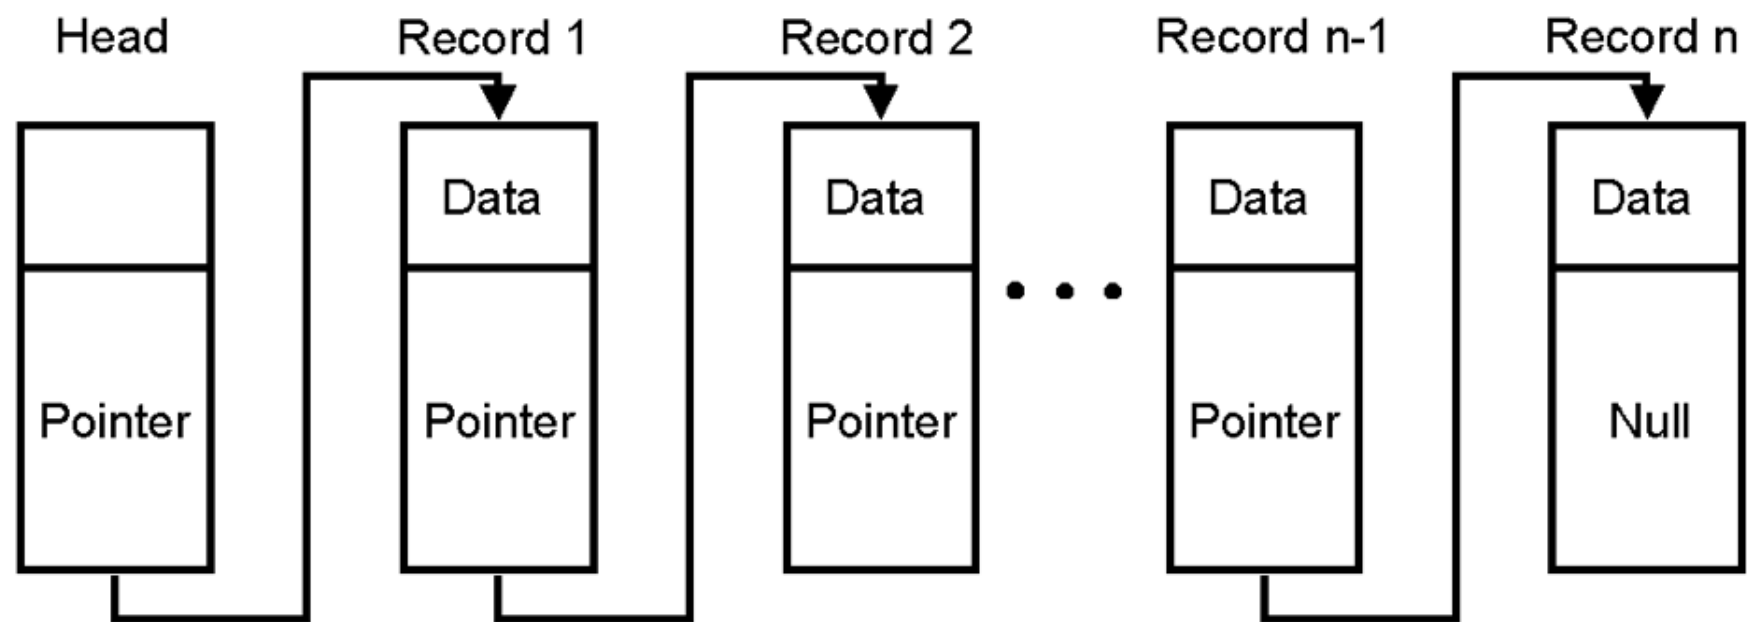 Head Record 1 Record 2 Record n-1 Record n
Data Data Data Data
Pointer Pointer Pointer Pointer Null